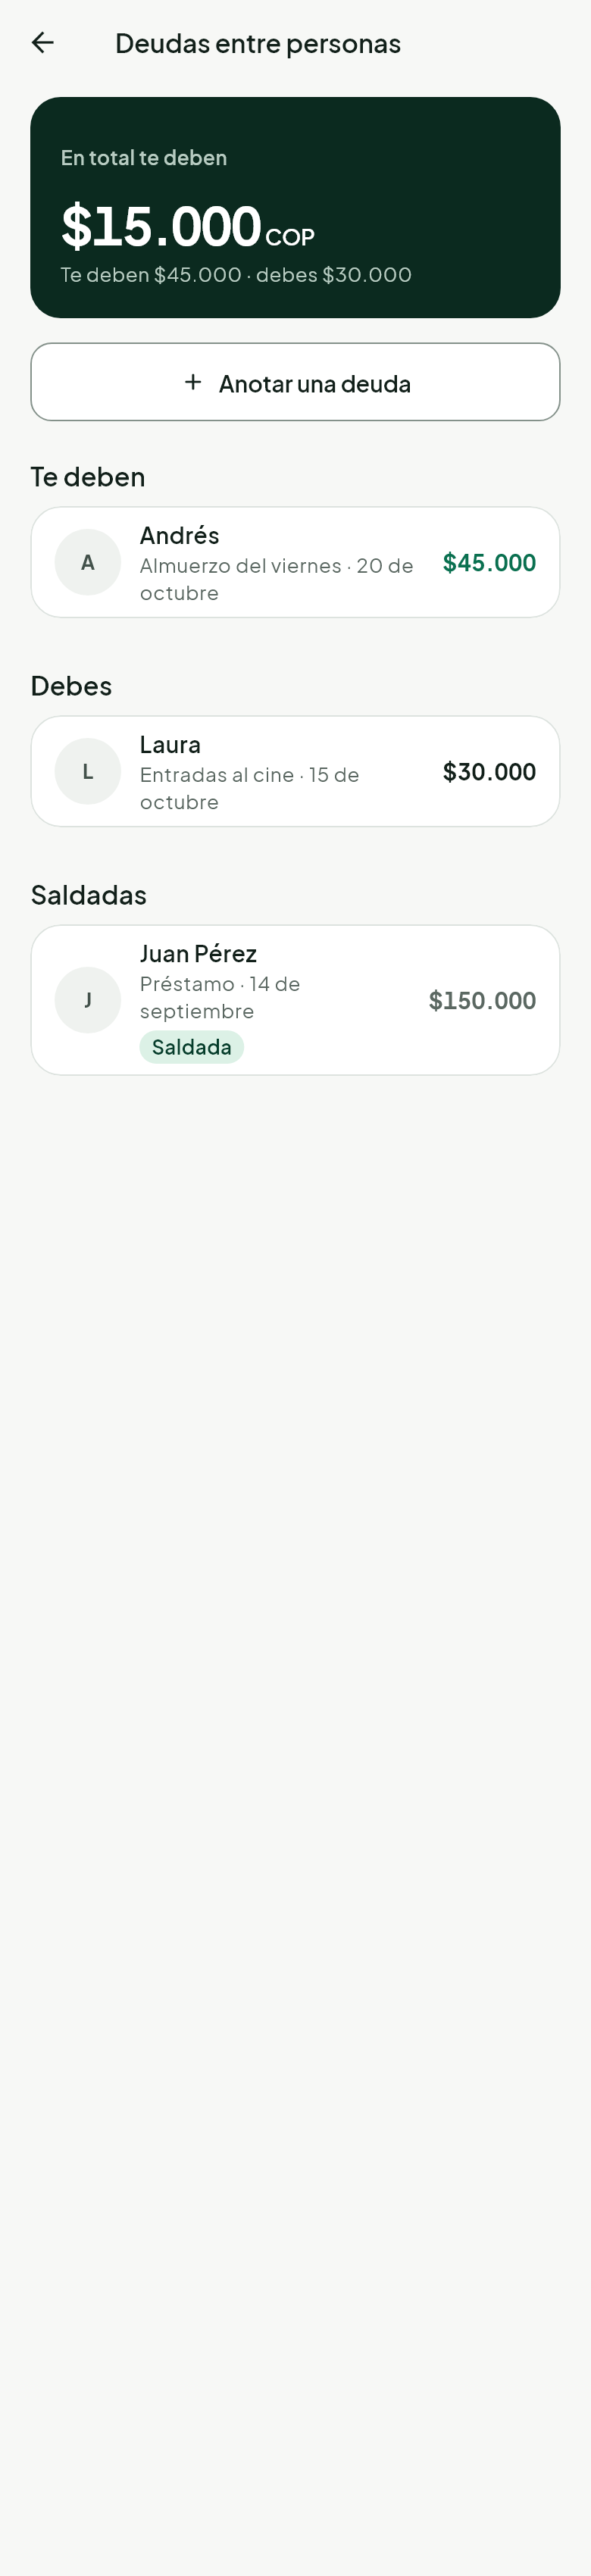 Deudas entre personas
En total te deben
$15.000 COP
Te deben $45.000 · debes $30.000
+ Anotar una deuda
Te deben
A
Andrés
Almuerzo del viernes · 20 de
octubre
$45.000
Debes
L
Laura
Entradas al cine · 15 de
octubre
$30.000
Saldadas
J
Juan Pérez
Préstamo · 14 de
septiembre
Saldada
$150.000